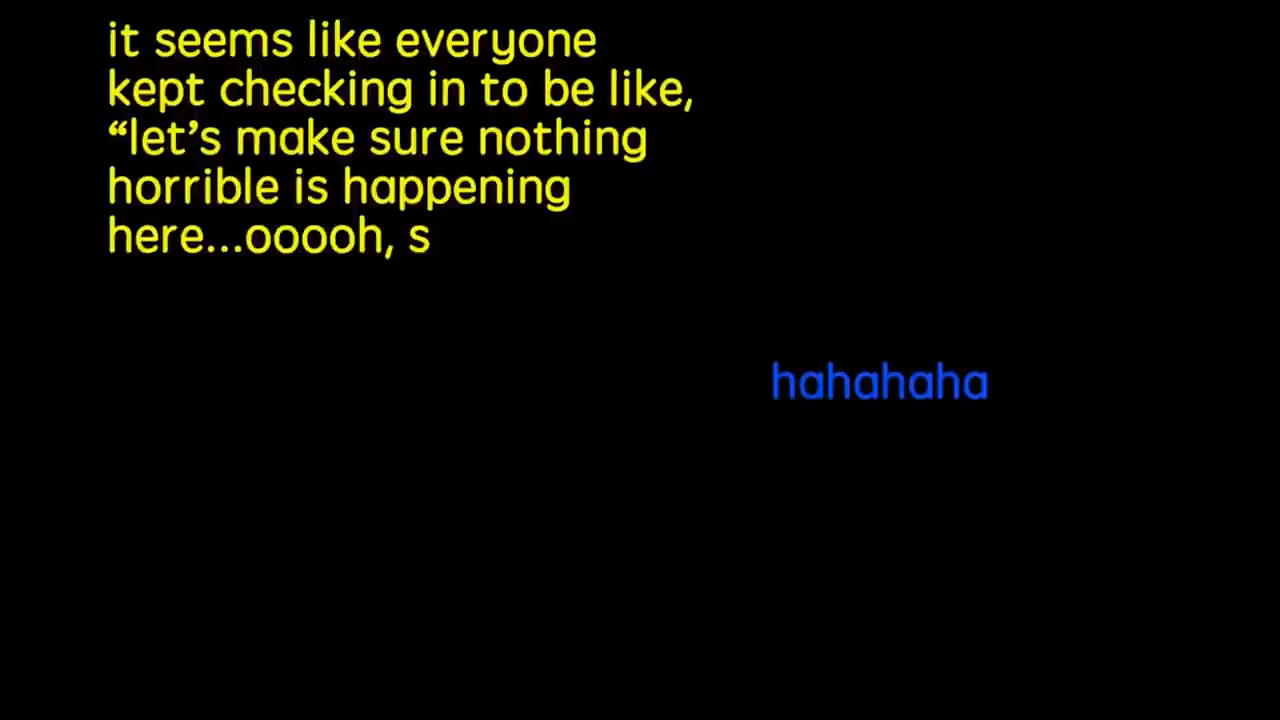 it seems like everyone
kept checking in to be like,
“let’s make sure nothing
horrible is happening
here...ooooh, s
hahahaha